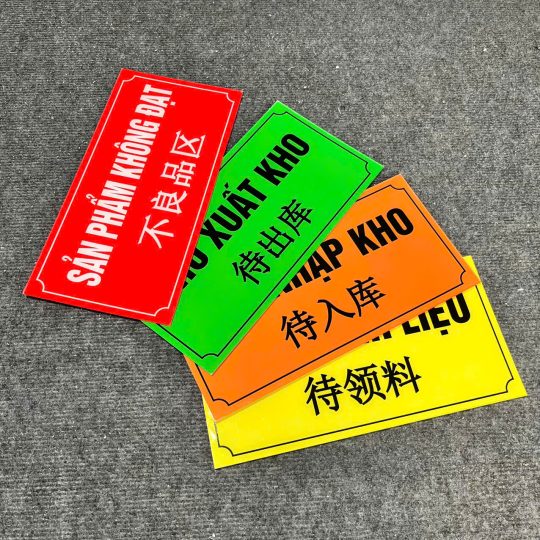 SẢN PHẨM KHÔNG ĐẠT
不良品区
XUẤT KHO
待出库
NHẬP KHO
待入库
LIỆU
待领料